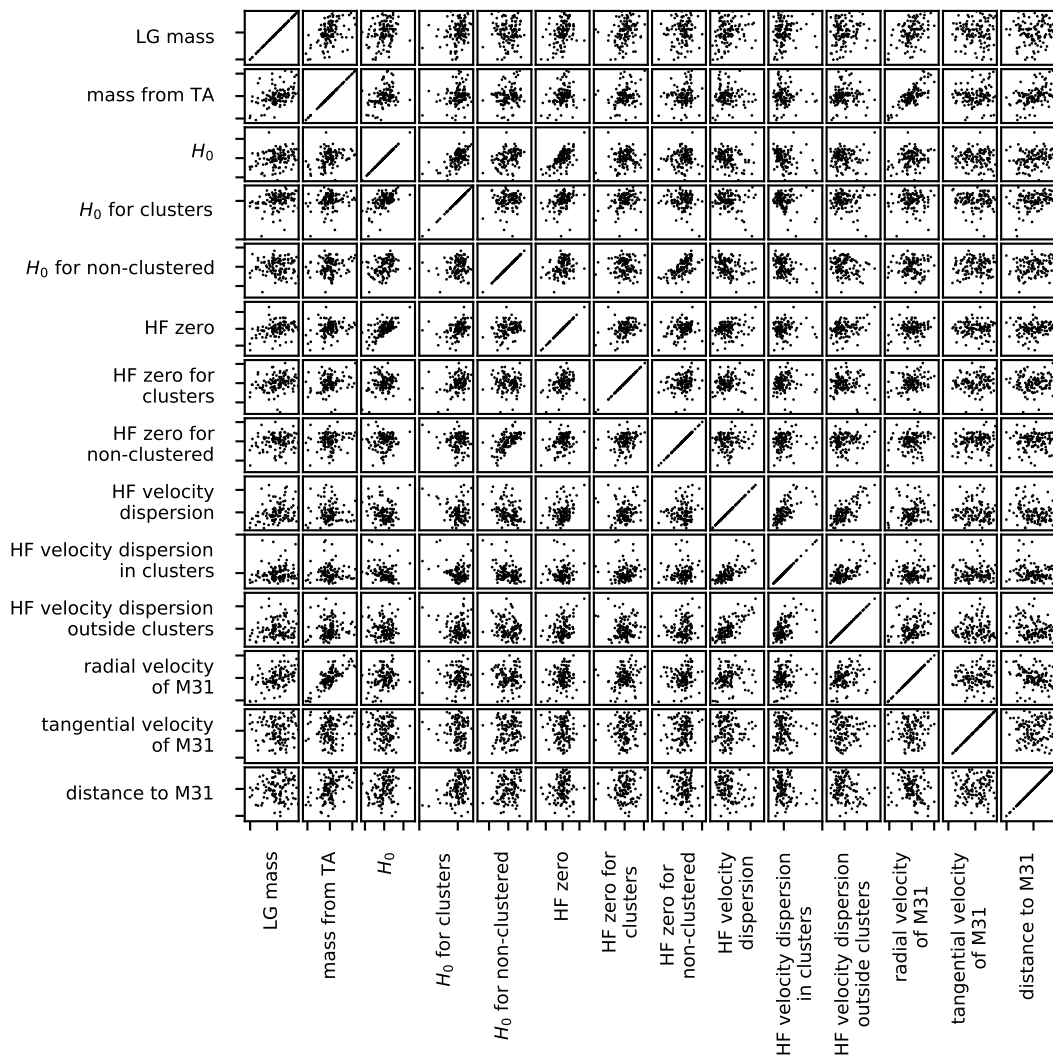 LG mass
mass from TA
H₀
H₀ for clusters
H₀ for non-clustered
HF zero
HF zero for
clusters
HF zero for
non-clustered
HF velocity
dispersion
HF velocity dispersion
in clusters
HF velocity dispersion
outside clusters
radial velocity
of M31
tangential velocity
of M31
distance to M31
LG mass
mass from TA
H₀
H₀ for clusters
H₀ for non-clustered
HF zero
HF zero for
clusters
HF zero for
non-clustered
HF velocity
dispersion
HF velocity dispersion
in clusters
HF velocity dispersion
outside clusters
radial velocity
of M31
tangential velocity
of M31
distance to M31